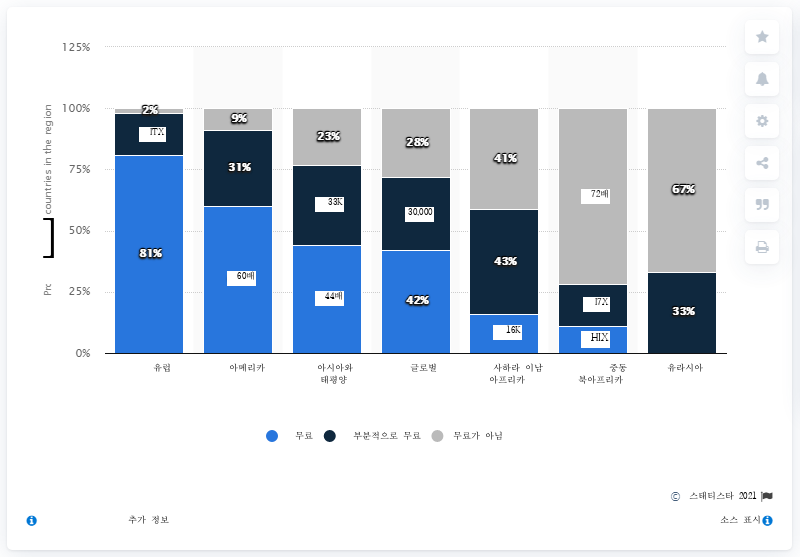 125%
100%
75%
50%
25%
0%
countries in the region
Prc
2%
ITX
81%
9%
31%
60배
23%
33K
44배
28%
30,000
42%
41%
43%
16K
72배
17X
H1X
67%
33%
유럽
아메리카
아시아와
태평양
글로벌
사하라 이남
아프리카
중동
북아프리카
유라시아
무료
부분적으로 무료
무료가 아님
© 스태티스타 2021
추가 정보
소스 표시